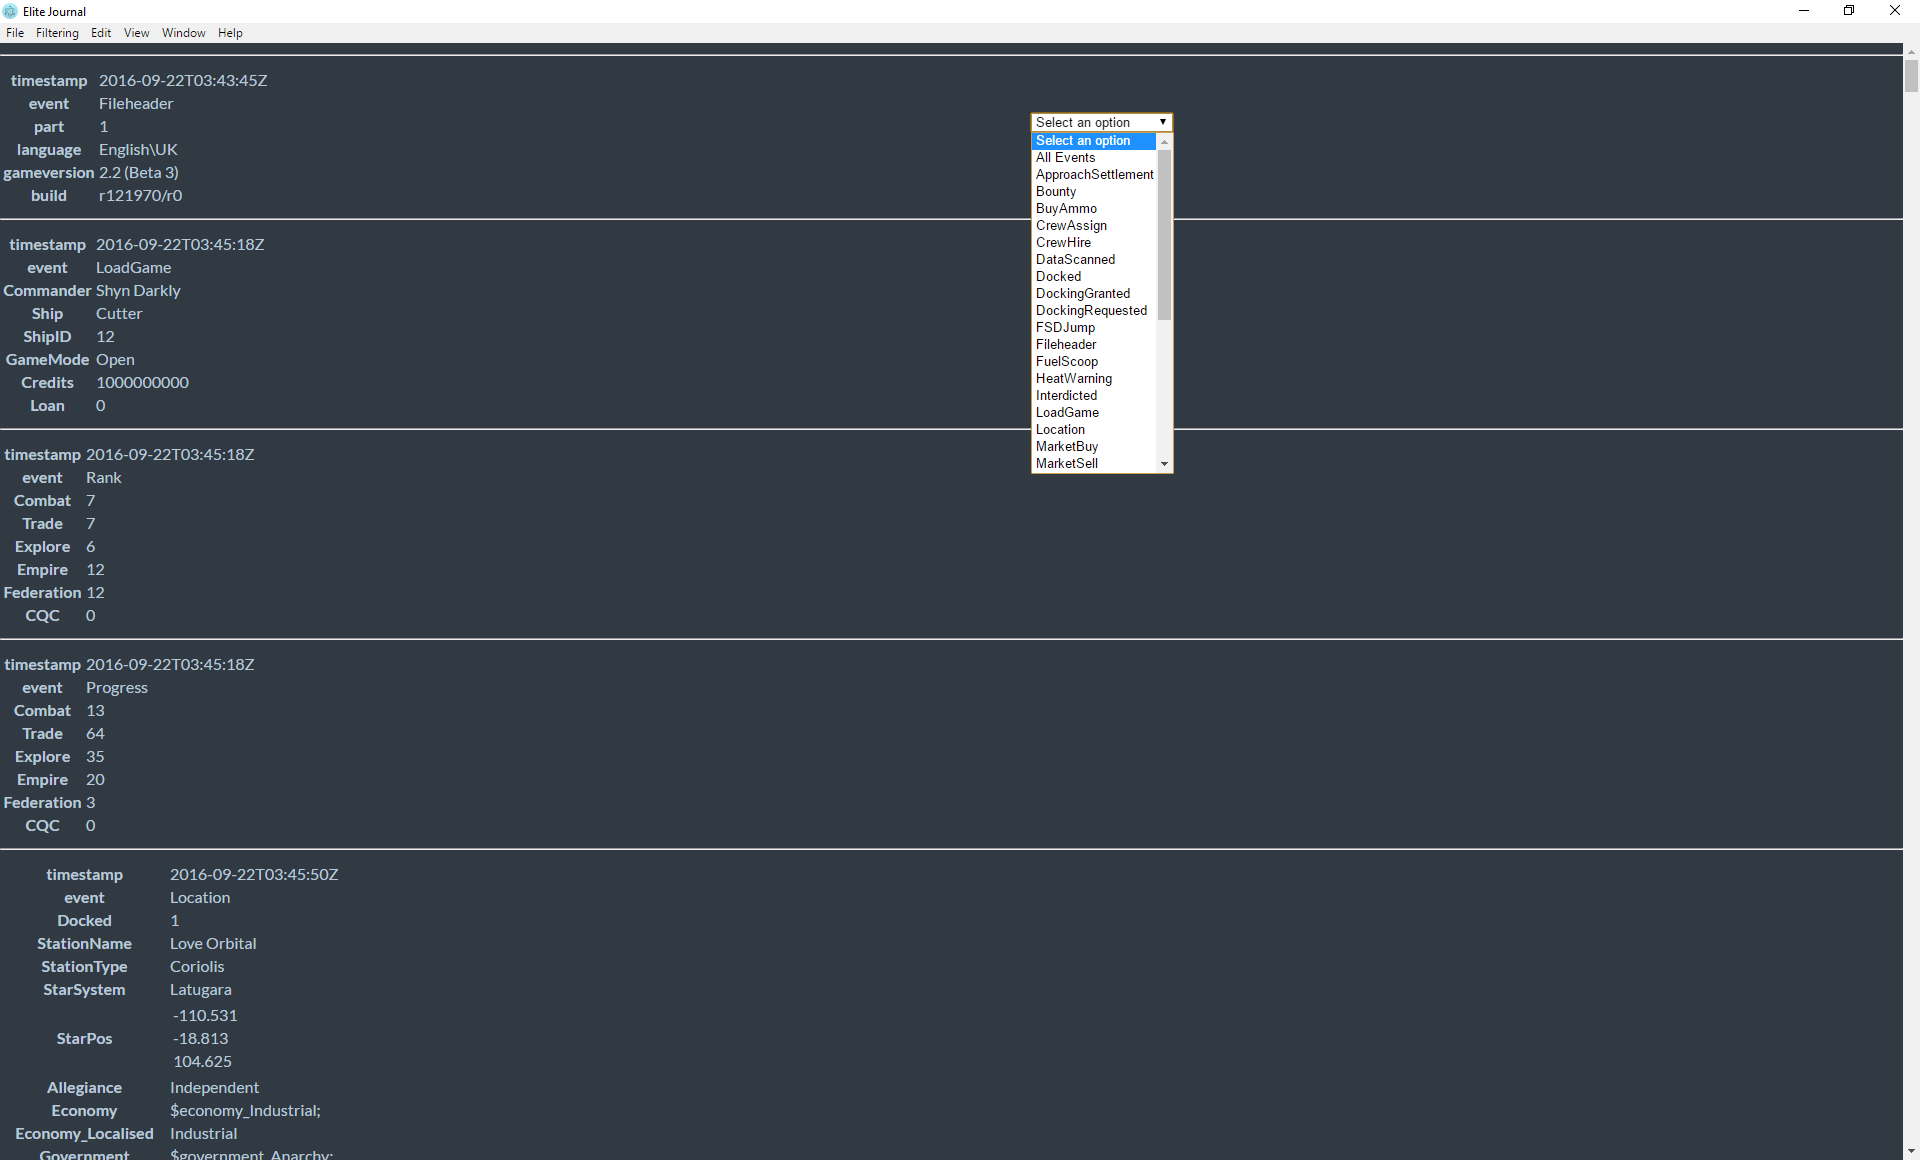 Elite Journal
File Filtering Edit View Window Help
timestamp 2016-09-22T03:43:45Z
event Fileheader
part 1
language English\UK
gameversion 2.2 (Beta 3)
build r121970/r0
timestamp 2016-09-22T03:45:18Z
event LoadGame
Commander Shyn Darkly
Ship Cutter
ShipID 12
GameMode Open
Credits 1000000000
Loan 0
timestamp 2016-09-22T03:45:18Z
event Rank
Combat 7
Trade 7
Explore 6
Empire 12
Federation 12
CQC 0
timestamp 2016-09-22T03:45:18Z
event Progress
Combat 13
Trade 64
Explore 35
Empire 20
Federation 3
CQC 0
timestamp 2016-09-22T03:45:50Z
event Location
Docked 1
StationName Love Orbital
StationType Coriolis
StarSystem Latugara
-110.531
StarPos -18.813
104.625
Allegiance Independent
Economy $economy_Industrial;
Economy_Localised Industrial
Government $government_Anarchy;
Select an option
Select an option
All Events
ApproachSettlement
Bounty
BuyAmmo
CrewAssign
CrewHire
DataScanned
Docked
DockingGranted
DockingRequested
FSDJump
Fileheader
FuelScoop
HeatWarning
Interdicted
LoadGame
Location
MarketBuy
MarketSell